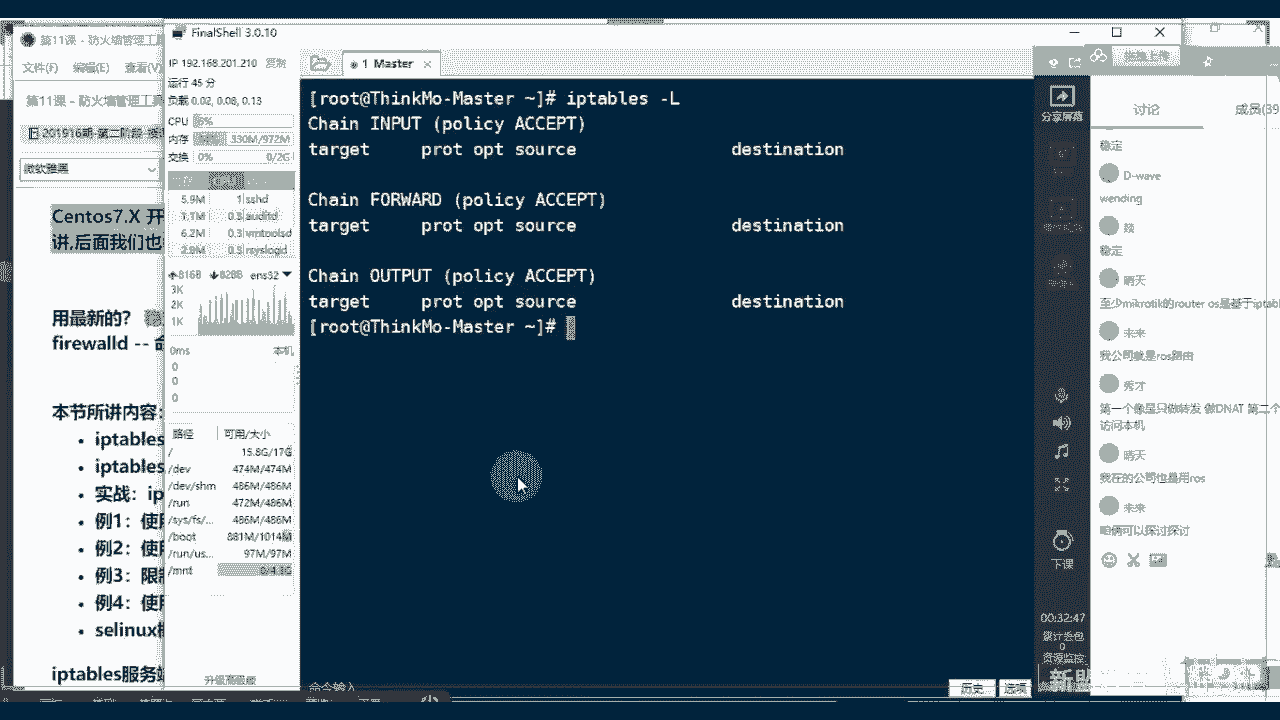 FinalShell 3.0.10
第11课 - 防火墙管理工具
文件(F) 编辑(E) 查看(V)
第11课 - 防火墙管理工具
微软雅黑
Centos7.X 开
讲,后面我们也
用最新的?
firewalld --
本节所讲内容:
• iptables
• iptables
• 实战: ip
• 例1: 使用
• 例2: 使用
• 例3: 限制
• 例4: 使用
• selinux
iptables服务
IP 192.168.201.210 复制
运行 45 分
负载 0.02, 0.08, 0.13
CPU
内存 330M/972M
交换 0% 0/2G
5.9M 1 sshd
1.1M 0.3 auditd
6.2M 0.3 vmtoolsd
2.9M 0.3 rsyslogd
ens32
3K
2K
1K
0ms 本机
0
0
0
路径 可用/大小
/ 15.8G/17G
/dev 474M/474M
/dev/shm 486M/486M
/run 472M/486M
/sys/fs/... 486M/486M
/boot 881M/1014M
/run/us... 97M/97M
/mnt 0/4.3G
升级高级版
1 Master
[root@ThinkMo-Master ~]# iptables -L
Chain INPUT (policy ACCEPT)
target prot opt source destination
Chain FORWARD (policy ACCEPT)
target prot opt source destination
Chain OUTPUT (policy ACCEPT)
target prot opt source destination
[root@ThinkMo-Master ~]#
历史
分享屏幕
下课
00:32:47
累计丢包
0
资源监控
讨论 成员(39
稳定
D-wave
wending
稳定
晴天
至少mikrotik的router os是基于iptabl
未来
我公司就是ros路由
秀才
第一个像是只做转发 做DNAT 第二个
访问本机
晴天
我在的公司也是用ros
未来
咱俩可以探讨探讨